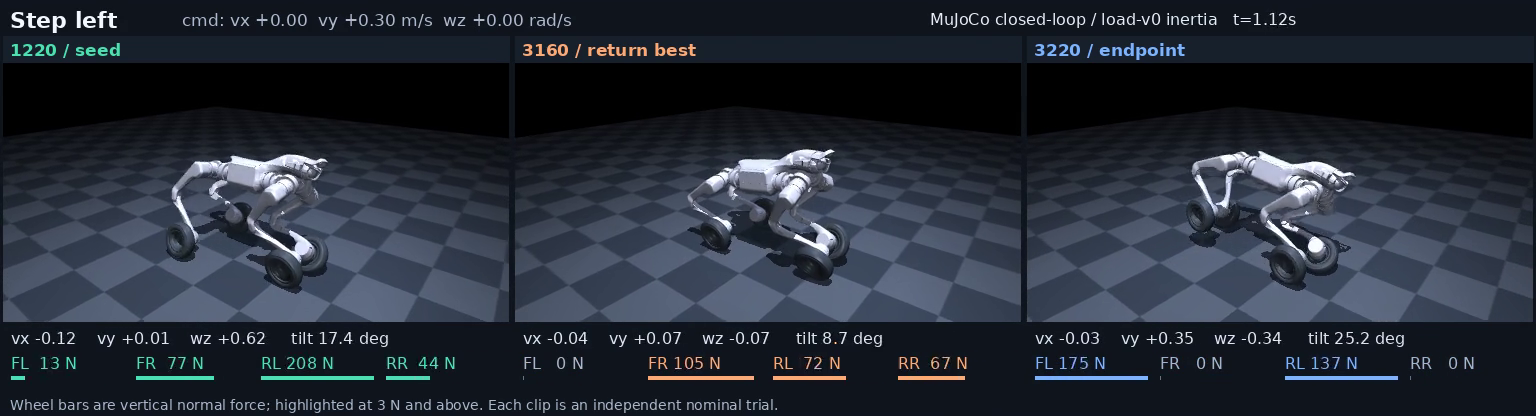 Step left cmd: vx +0.00 vy +0.30 m/s wz +0.00 rad/s MuJoCo closed-loop / load-v0 inertia t=1.12s
1220 / seed 3160 / return best 3220 / endpoint
vx -0.12 vy +0.01 wz +0.62 tilt 17.4 deg vx -0.04 vy +0.07 wz -0.07 tilt 8.7 deg vx -0.03 vy +0.35 wz -0.34 tilt 25.2 deg
FL 13 N FR 77 N RL 208 N RR 44 N FL 0 N FR 105 N RL 72 N RR 67 N FL 175 N FR 0 N RL 137 N RR 0 N
Wheel bars are vertical normal force; highlighted at 3 N and above. Each clip is an independent nominal trial.